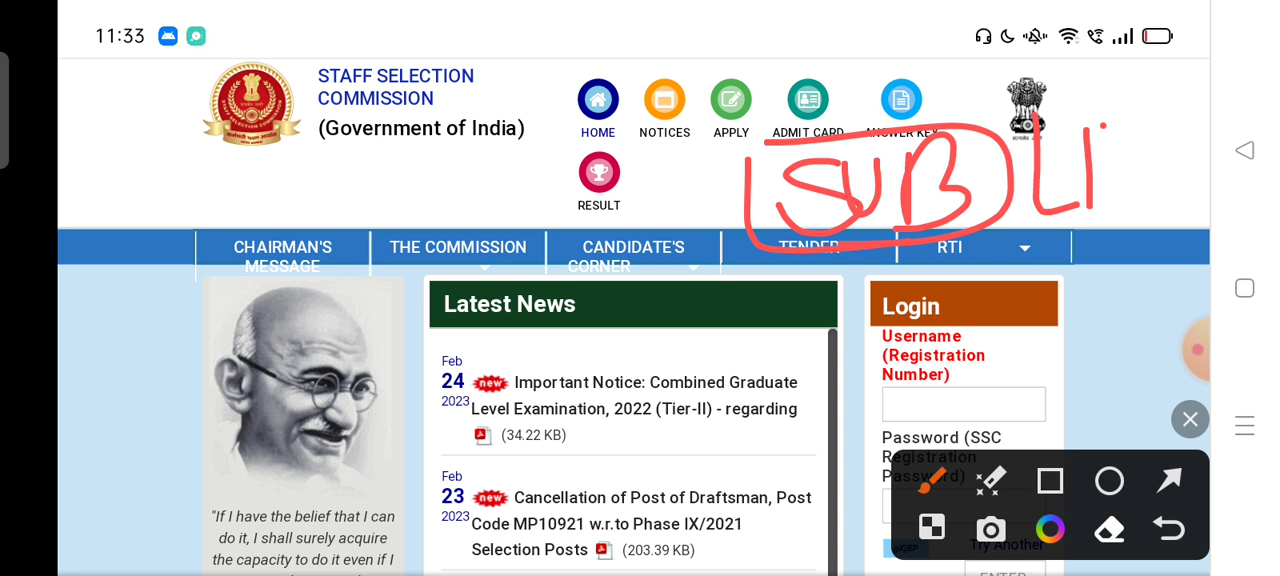 11:33
STAFF SELECTION
COMMISSION
(Government of India)
HOME
NOTICES
APPLY
ADMIT CARD
ANSWER KEY
RESULT
SUB LI
CHAIRMAN'S
MESSAGE
THE COMMISSION
CANDIDATE'S
CORNER
TENDER
RTI
"If I have the belief that I can
do it, I shall surely acquire
the capacity to do it even if I
Latest News
Feb
24
2023
new Important Notice: Combined Graduate
Level Examination, 2022 (Tier-II) - regarding
(34.22 KB)
Feb
23
2023
new Cancellation of Post of Draftsman, Post
Code MP10921 w.r.to Phase IX/2021
Selection Posts (203.39 KB)
Login
Username
(Registration
Number)
Password (SSC
Registration
Password)
Try Another